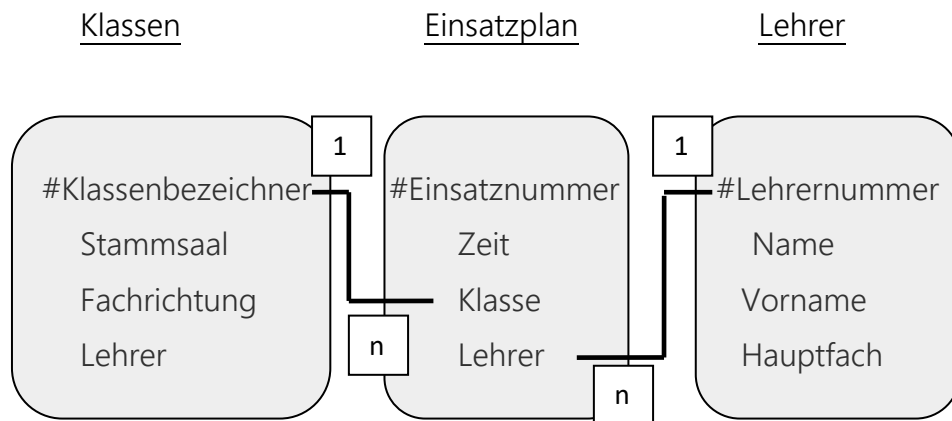 Klassen Einsatzplan Lehrer
1 1
#Klassenbezeichner #Einsatznummer #Lehrernummer
Stammsaal Zeit Name
Fachrichtung Klasse Vorname
n
Lehrer Lehrer Hauptfach
n